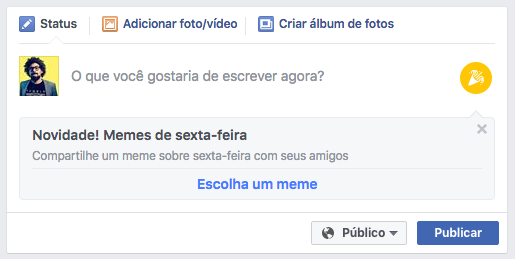 Status Adicionar foto/vídeo Criar álbum de fotos
O que você gostaria de escrever agora?
Novidade! Memes de sexta-feira
Compartilhe um meme sobre sexta-feira com seus amigos
Escolha um meme
Público Publicar